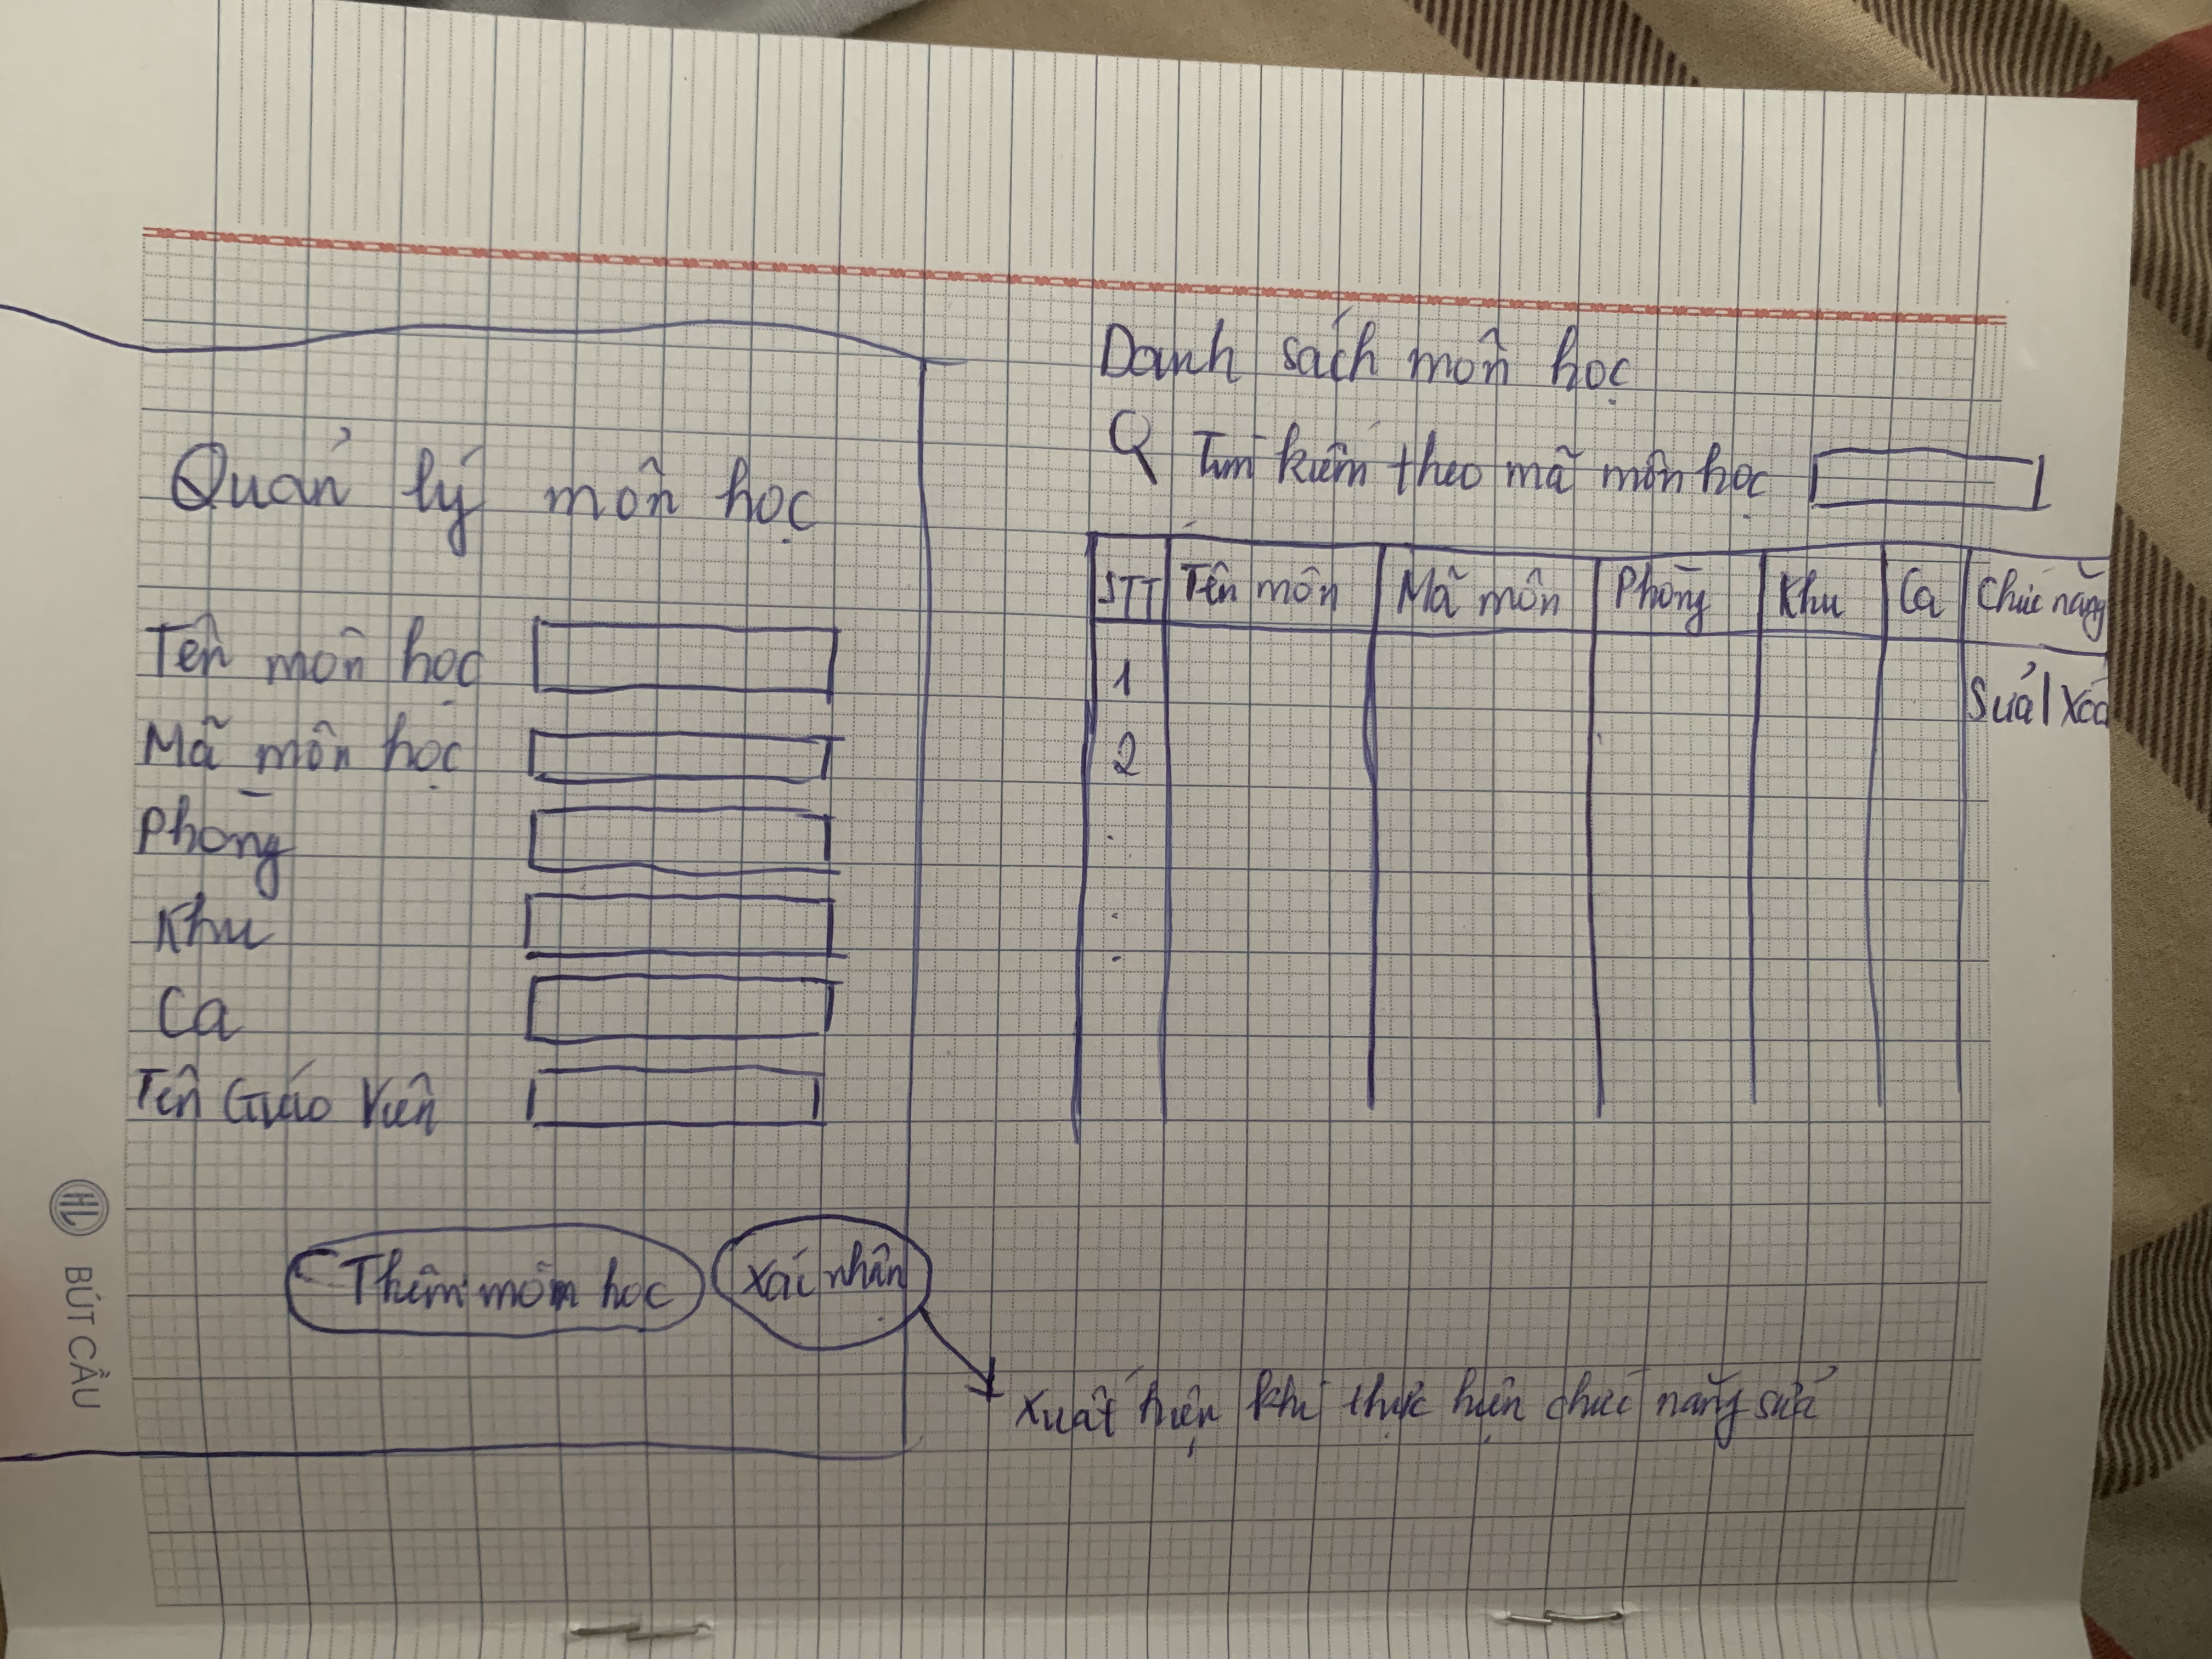 Quản lý môn học
Tên môn học
Mã môn học
Phòng
Khu
Ca
Tên Giáo Viên
Thêm môn học
Xác nhận
Xuất hiện khi thực hiện chức năng sửa
Danh sách môn học
Tìm kiếm theo mã môn học
STT Tên môn Mã môn Phòng Khu Ca Chức năng
1 Sửa | Xóa
2
HL BÚT CẦU